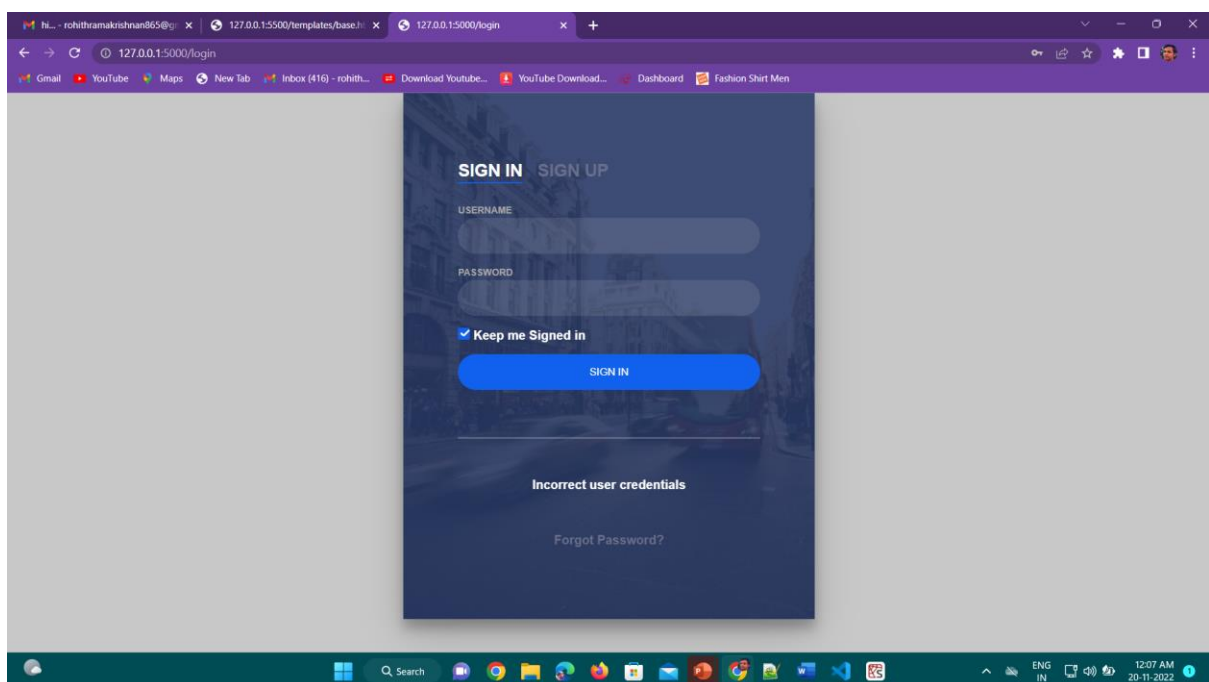 hi... - rohithramakrishnan865@g
127.0.0.1:5500/templates/base.h
127.0.0.1:5000/login
127.0.0.1:5000/login
Gmail YouTube Maps New Tab Inbox (416) - rohith... Download Youtube... YouTube Download... Dashboard Fashion Shirt Men
SIGN IN SIGN UP
USERNAME
PASSWORD
Keep me Signed in
SIGN IN
Incorrect user credentials
Forgot Password?
Search
ENG
IN
12:07 AM
20-11-2022
1